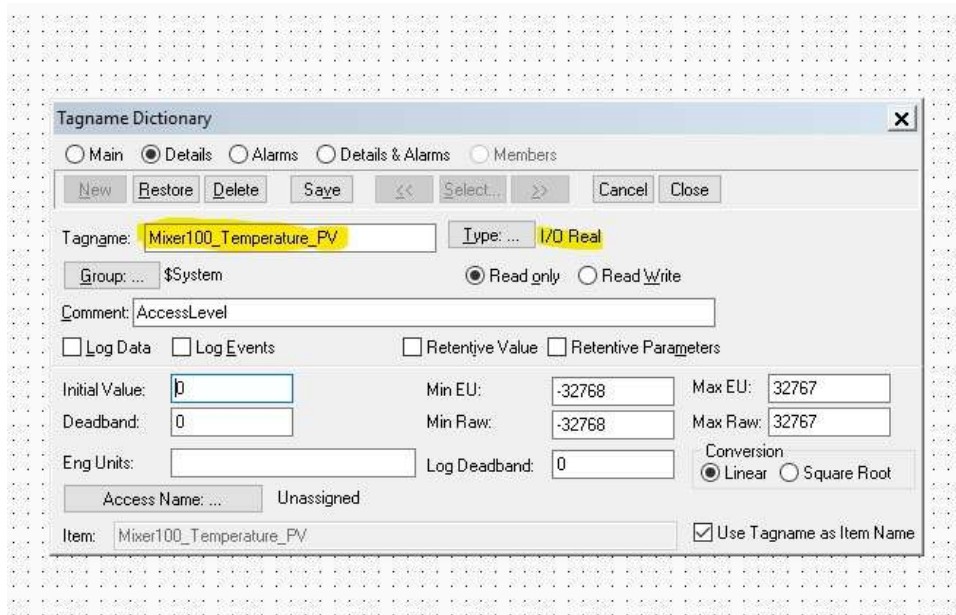 Tagname Dictionary
Main Details Alarms Details & Alarms Members
New Restore Delete Save << Select... >> Cancel Close
Tagname: Mixer100_Temperature_PV Type: ... I/O Real
Group: ... $System Read only Read Write
Comment: AccessLevel
Log Data Log Events Retentive Value Retentive Parameters
Initial Value: 0 Min EU: -32768 Max EU: 32767
Deadband: 0 Min Raw: -32768 Max Raw: 32767
Eng Units: Log Deadband: 0 Conversion
Linear Square Root
Access Name: ... Unassigned
Item: Mixer100_Temperature_PV Use Tagname as Item Name